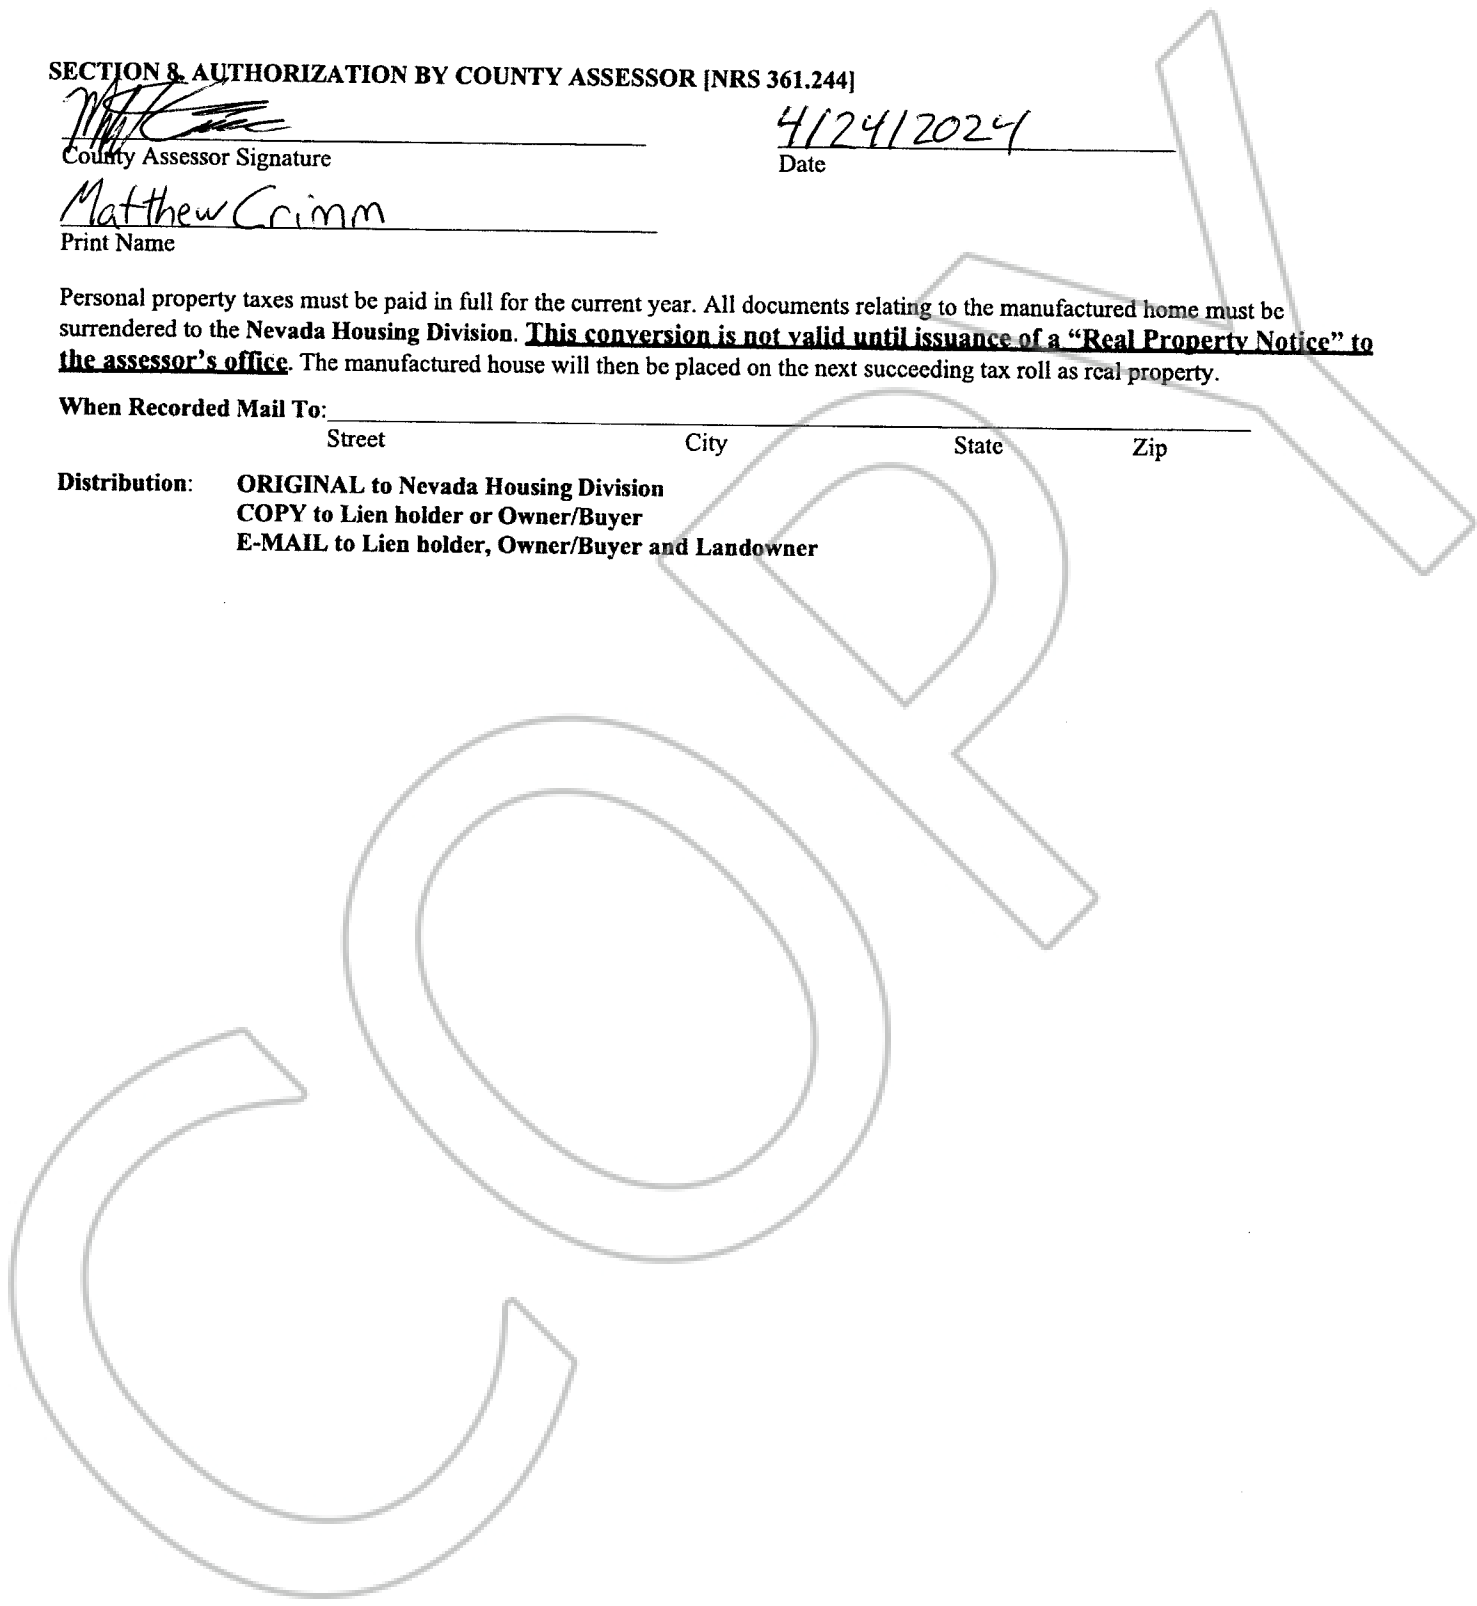 SECTION 8. AUTHORIZATION BY COUNTY ASSESSOR [NRS 361.244]
4/24/2024
County Assessor Signature
Date
Matthew Crimm
Print Name
Personal property taxes must be paid in full for the current year. All documents relating to the manufactured home must be
surrendered to the Nevada Housing Division. This conversion is not valid until issuance of a “Real Property Notice” to
the assessor’s office. The manufactured house will then be placed on the next succeeding tax roll as real property.
When Recorded Mail To:
Street City State Zip
Distribution: ORIGINAL to Nevada Housing Division
COPY to Lien holder or Owner/Buyer
E-MAIL to Lien holder, Owner/Buyer and Landowner
COPY